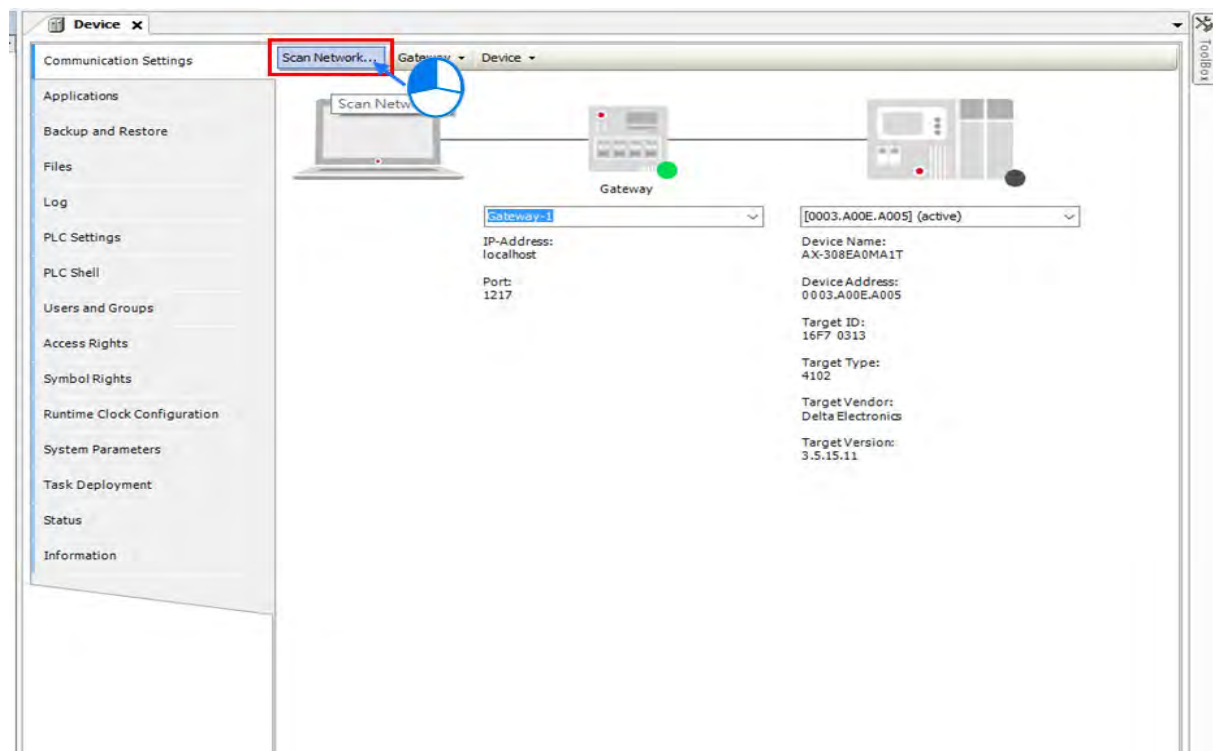 Device
ToolBox
Communication Settings
Applications
Backup and Restore
Files
Log
PLC Settings
PLC Shell
Users and Groups
Access Rights
Symbol Rights
Runtime Clock Configuration
System Parameters
Task Deployment
Status
Information
Scan Network... Gateway Device
Scan Netw
Gateway
Gateway-1
IP-Address:
localhost
Port:
1217
[0003.A00E.A005] (active)
Device Name:
AX-308EA0MA1T
Device Address:
0003.A00E.A005
Target ID:
16F7 0313
Target Type:
4102
Target Vendor:
Delta Electronics
Target Version:
3.5.15.11